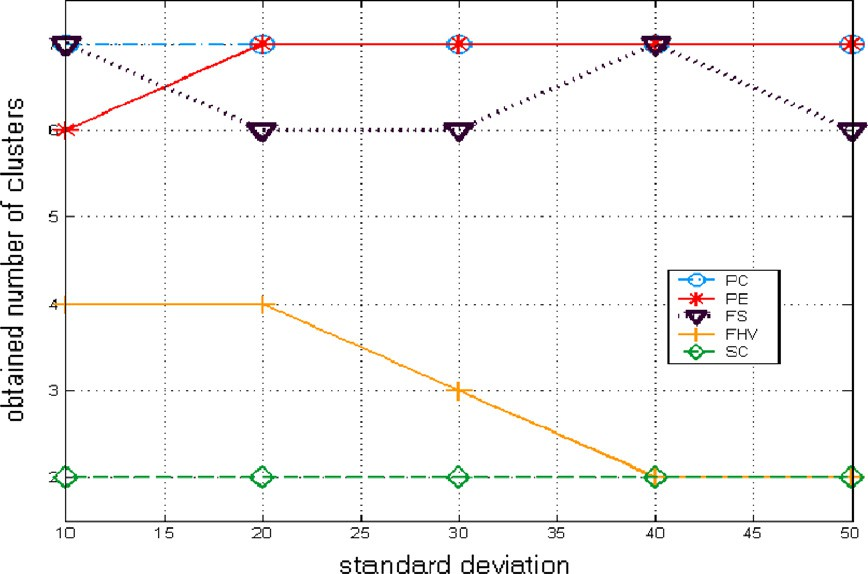 obtained number of clusters
6
5
4
3
2
10 15 20 25 30 35 40 45 50
standard deviation
PC
PE
FS
FHV
SC